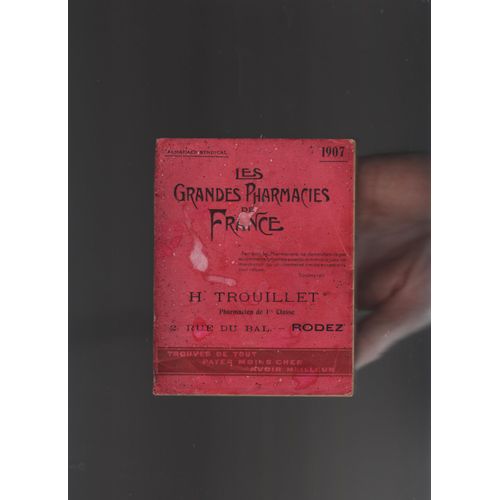 ALMANACH SYNDICAL
1907
LES
GRANDES PHARMACIES
DE
FRANCE
H. TROUILLET
Pharmacien de 1re Classe
2 RUE DU BAL. — RODEZ
TROUVER DE TOUT
PAYER MOINS CHER
AVOIR MEILLEUR